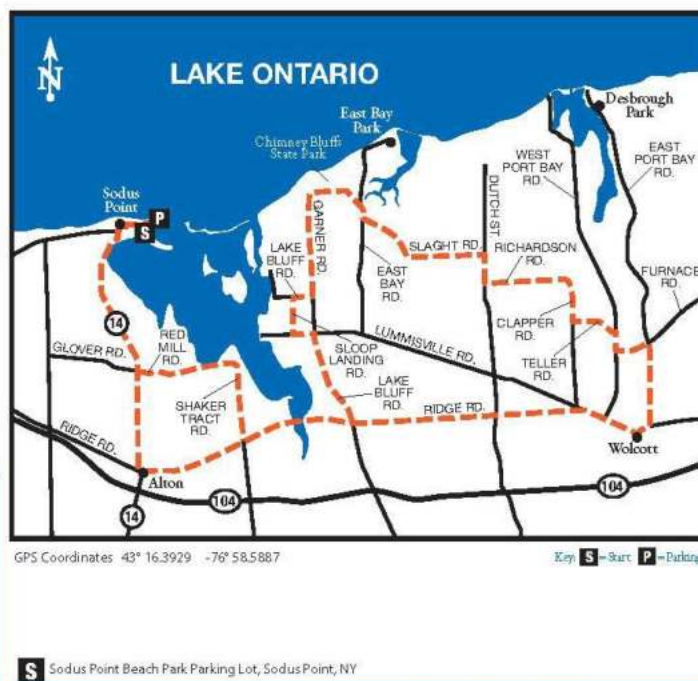 N
LAKE ONTARIO
Desbrough
Park
East Bay
Park
Chimney Bluffs
State Park
WEST
PORT BAY
RD.
EAST
PORT BAY
RD.
Sodus
Point
P
S
GARNER RD.
DUTCH ST.
LAKE
BLUFF
RD.
SLAGHT RD.
RICHARDSON
RD.
EAST
BAY
RD.
FURNACE
RD.
14
RED
MILL
RD.
GLOVER RD.
SLOOP
LANDING
RD.
LUMMISVILLE RD.
CLAPPER
RD.
TELLER
RD.
SHAKER
TRACT
RD.
LAKE
BLUFF
RD.
RIDGE RD.
RIDGE RD.
Wolcott
Alton
104
104
14
GPS Coordinates 43° 16.3929 -76° 58.5887
Key: S = Start P = Parking
S Sodus Point Beach Park Parking Lot, Sodus Point, NY